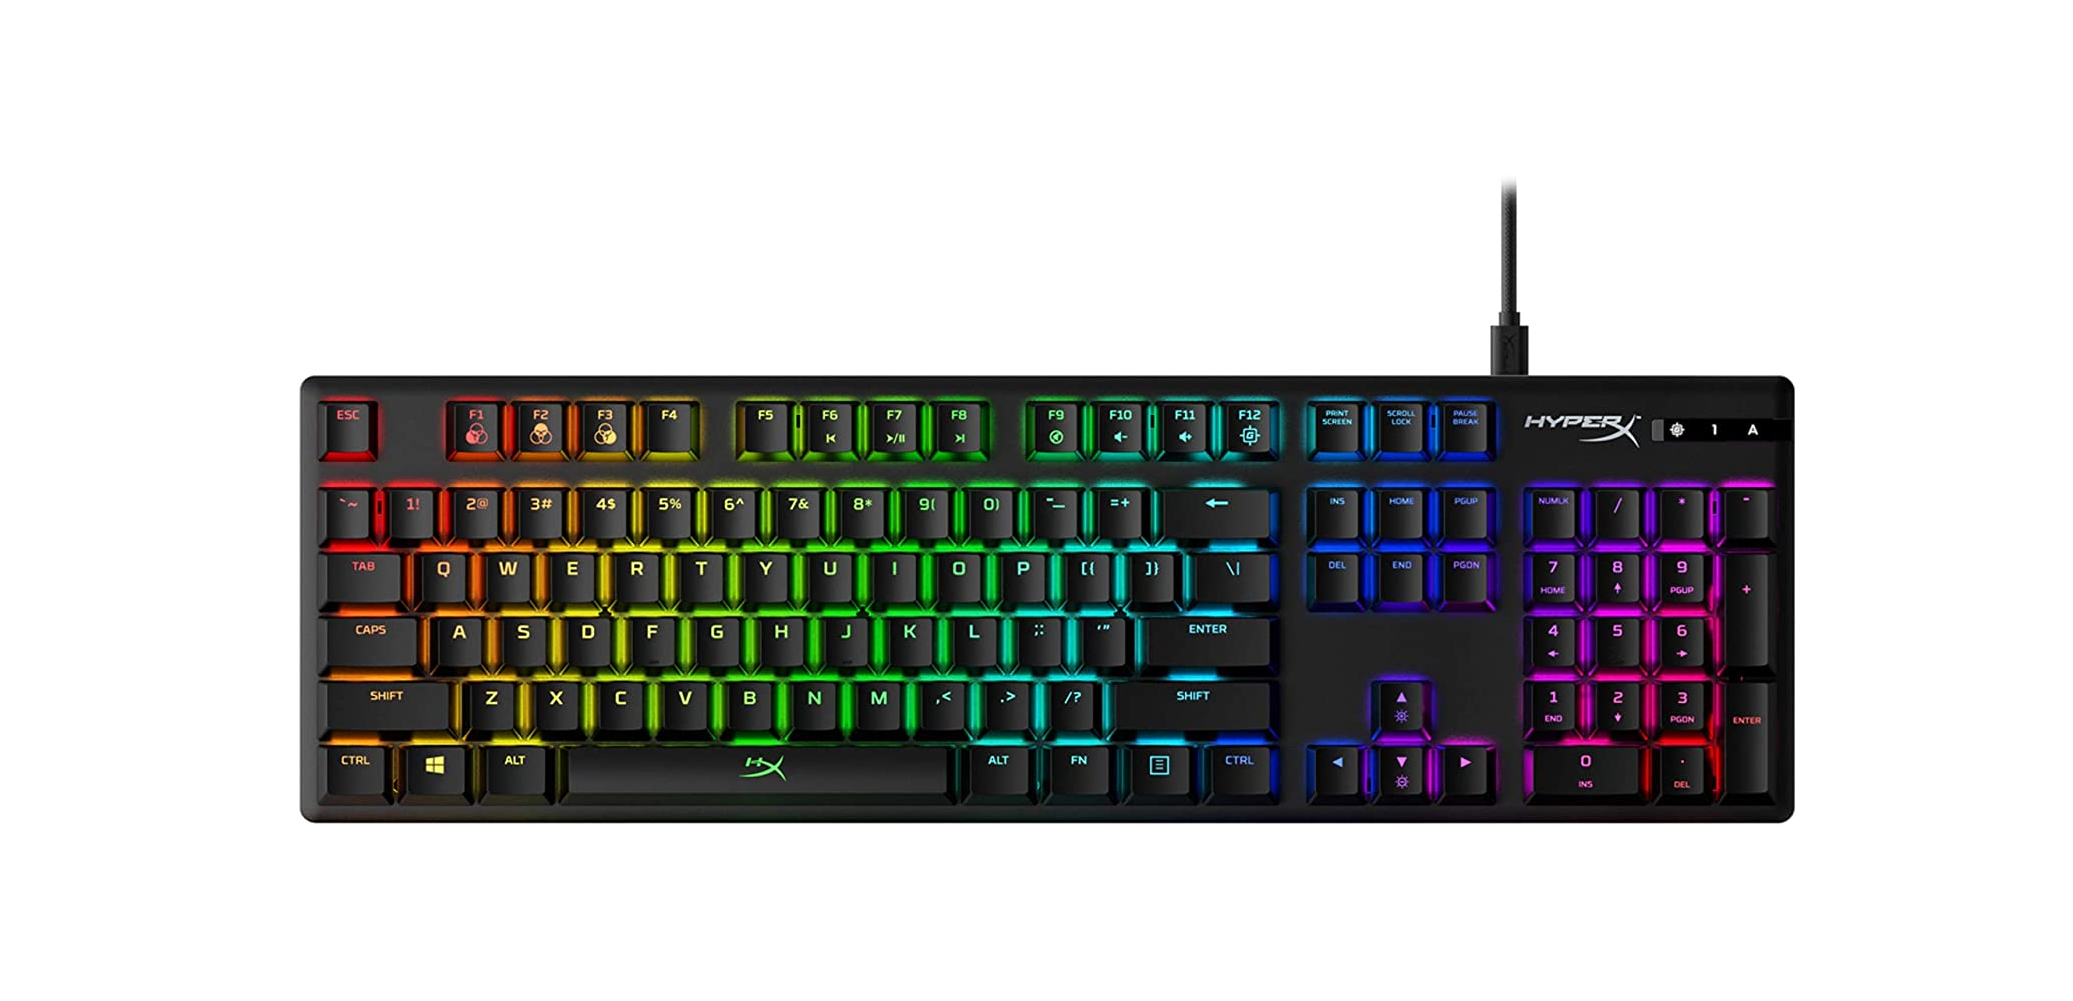 ESC F1 F2 F3 F4 F5 F6 F7 F8 F9 F10 F11 F12 PRINT SCREEN SCROLL LOCK PAUSE BREAK HYPERX 1 A
`~ 1! 2@ 3# 4$ 5% 6^ 7& 8* 9( 0) -_ =+ ← INS HOME PGUP NUMLK / * -
TAB Q W E R T Y U I O P [{ ]} \| DEL END PGDN 7 HOME 8 ↑ 9 PGUP +
CAPS A S D F G H J K L ;: '" ENTER 4 ← 5 6 →
SHIFT Z X C V B N M ,< .> /? SHIFT ▲ 1 END 2 ↓ 3 PGDN ENTER
CTRL ALT HX ALT FN CTRL ◀ ▼ ▶ 0 INS . DEL